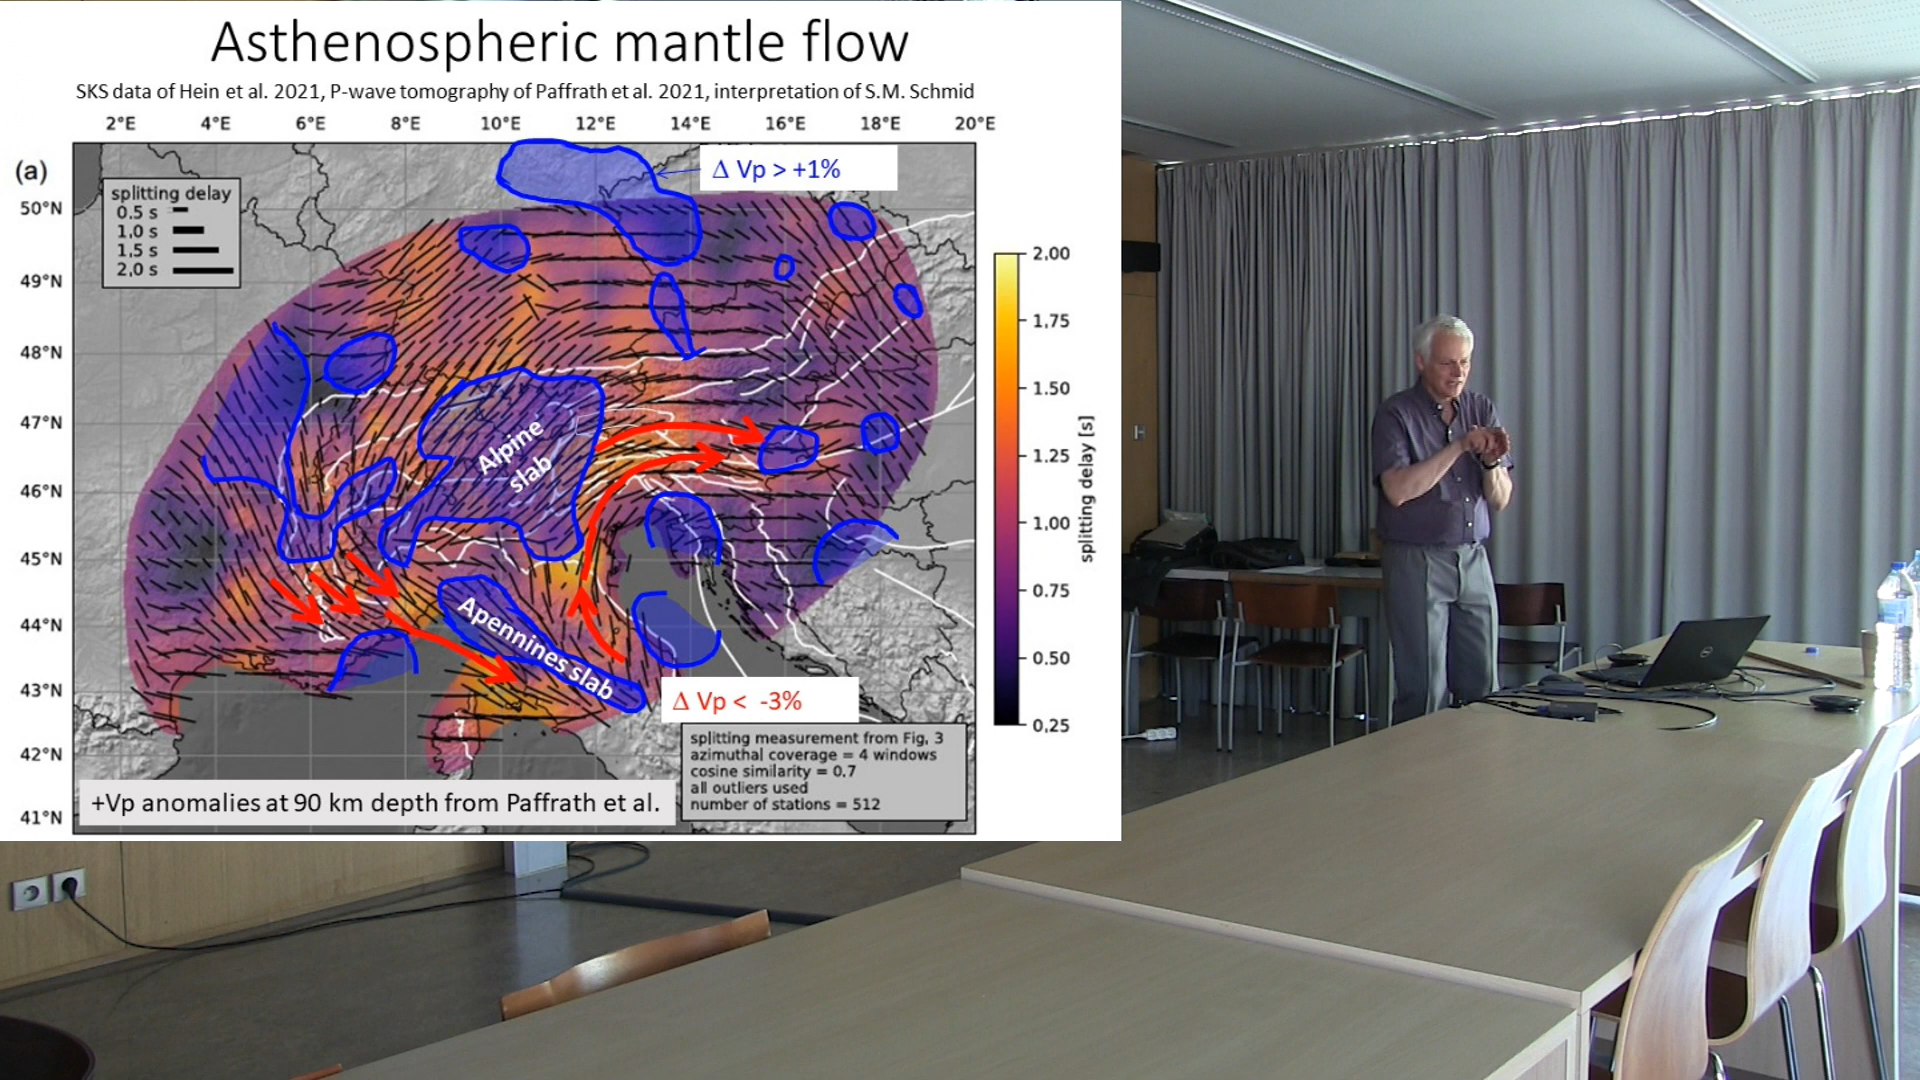 Asthenospheric mantle flow
SKS data of Hein et al. 2021, P-wave tomography of Paffrath et al. 2021, interpretation of S.M. Schmid
2°E 4°E 6°E 8°E 10°E 12°E 14°E 16°E 18°E 20°E
(a)
Δ Vp > +1%
splitting delay
0.5 s
1.0 s
1.5 s
2.0 s
50°N
49°N
48°N
47°N
46°N
45°N
44°N
43°N
42°N
41°N
Alpine
slab
Apennines slab
Δ Vp < -3%
splitting measurement from Fig. 3
azimuthal coverage = 4 windows
cosine similarity = 0.7
all outliers used
number of stations = 512
+Vp anomalies at 90 km depth from Paffrath et al.
2.00
1.75
1.50
1.25
1.00
0.75
0.50
0.25
splitting delay [s]